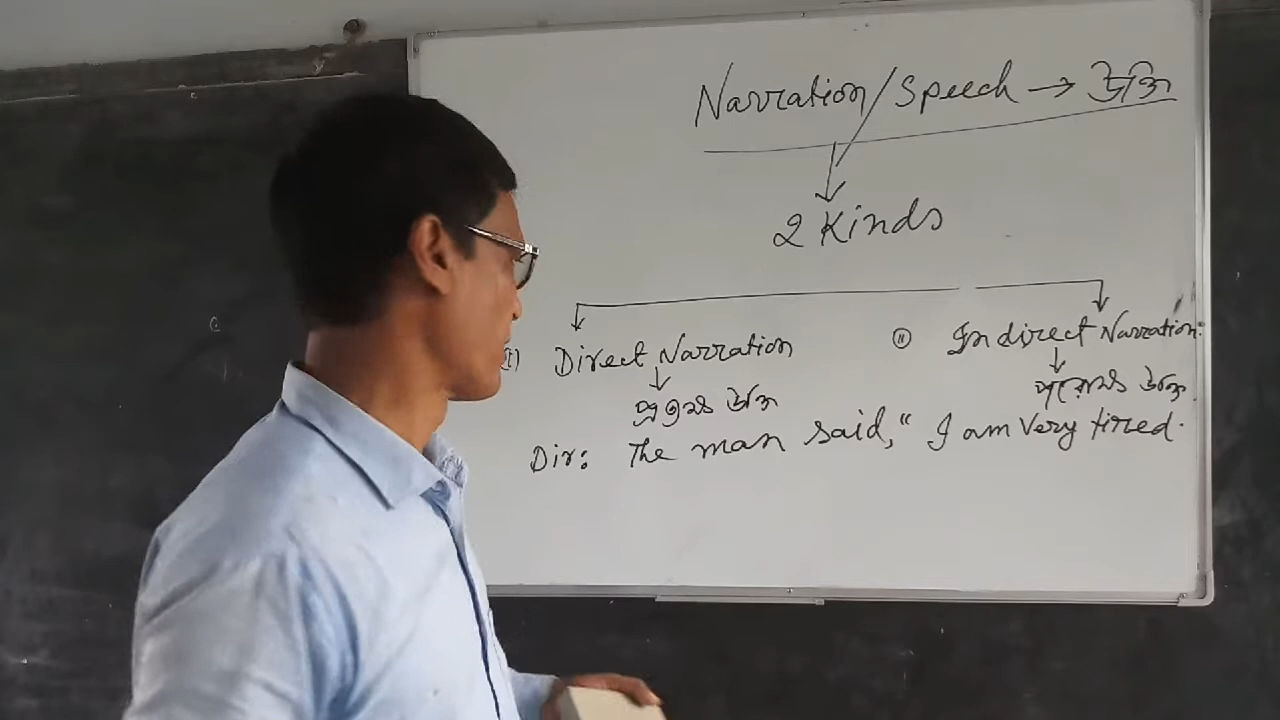 Narration/Speech → উক্তি
2 Kinds
(I) Direct Narration
(II) Indirect Narration:
প্রত্যক্ষ উক্তি
পরোক্ষ উক্তি
Dir: The man said, “I am very tired.